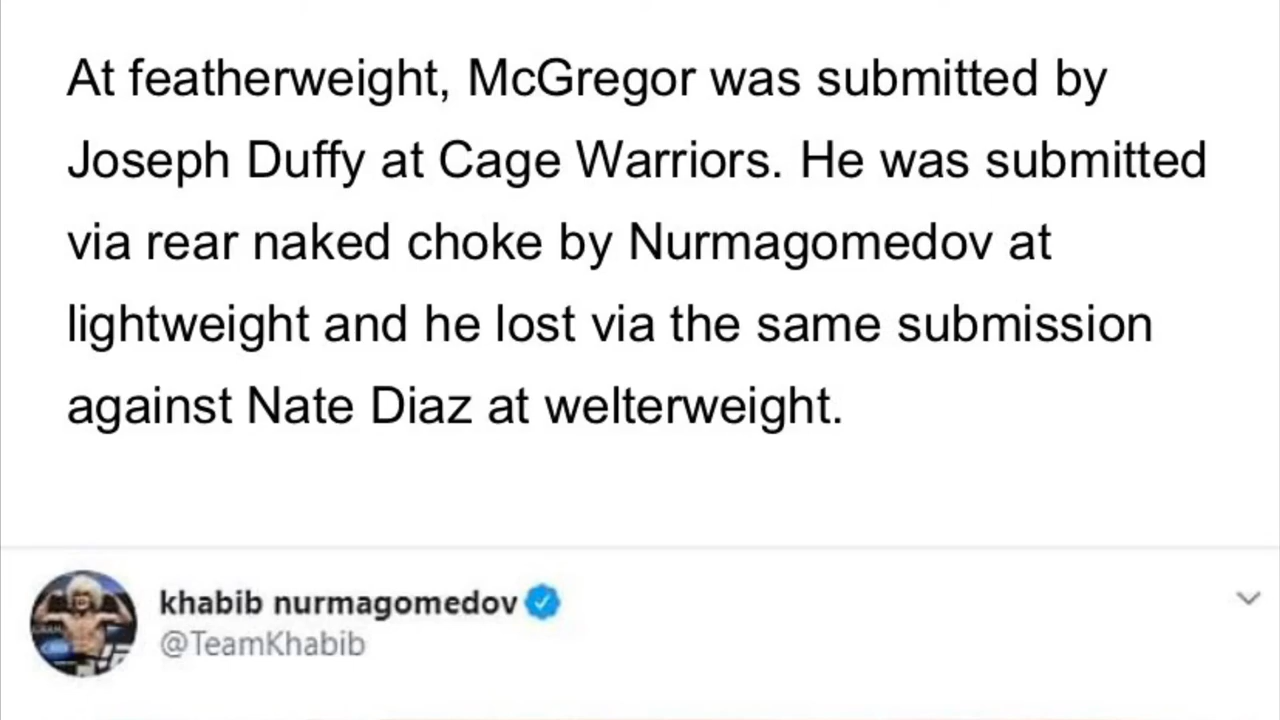 At featherweight, McGregor was submitted by
Joseph Duffy at Cage Warriors. He was submitted
via rear naked choke by Nurmagomedov at
lightweight and he lost via the same submission
against Nate Diaz at welterweight.
khabib nurmagomedov
@TeamKhabib